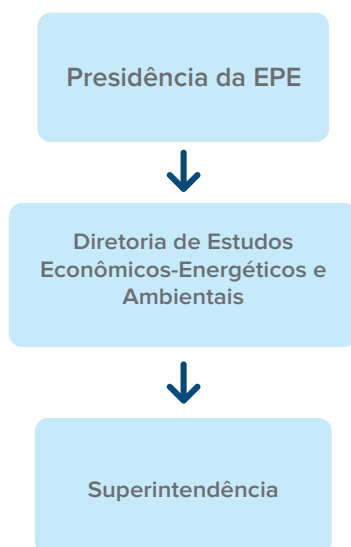 Presidência da EPE
Diretoria de Estudos
Econômicos-Energéticos e
Ambientais
Superintendência